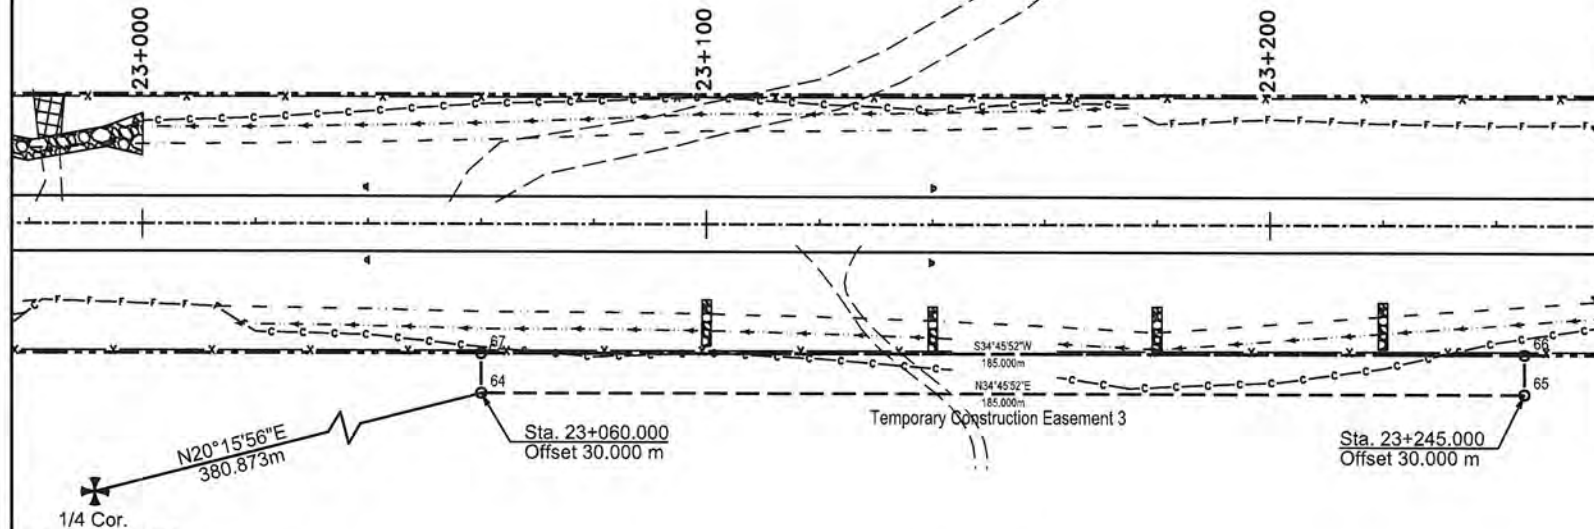 23+000
23+100
23+200
67
S34°45'52"W
185.000m
66
64
N34°45'52"E
185.000m
65
Temporary Construction Easement 3
Sta. 23+060.000
Offset 30.000 m
Sta. 23+245.000
Offset 30.000 m
N20°15'56"E
380.873m
1/4 Cor.